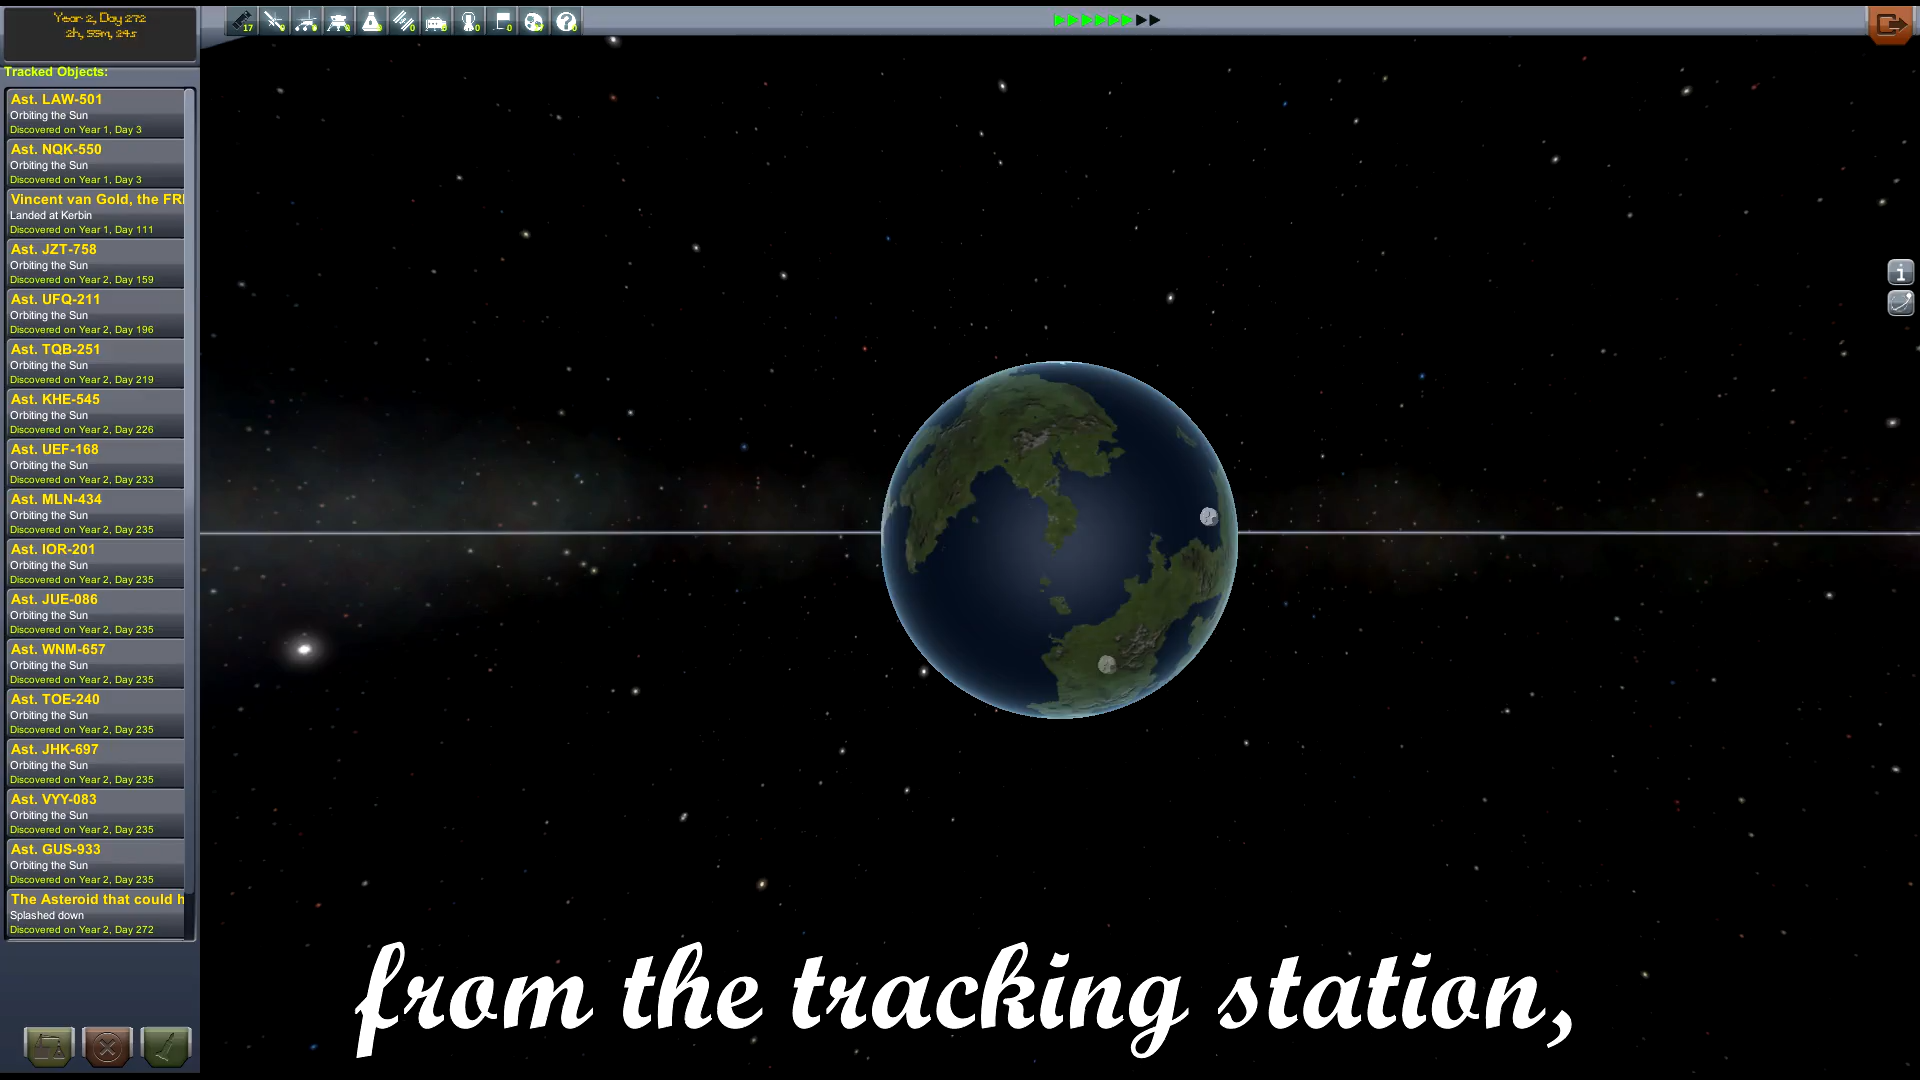 Year 2, Day 272
2h, 55m, 24s
17
0
0
0
0
0
Tracked Objects:
Ast. LAW-501
Orbiting the Sun
Discovered on Year 1, Day 3
Ast. NQK-550
Orbiting the Sun
Discovered on Year 1, Day 3
Vincent van Gold, the FR
Landed at Kerbin
Discovered on Year 1, Day 111
Ast. JZT-758
Orbiting the Sun
Discovered on Year 2, Day 159
Ast. UFQ-211
Orbiting the Sun
Discovered on Year 2, Day 196
Ast. TQB-251
Orbiting the Sun
Discovered on Year 2, Day 219
Ast. KHE-545
Orbiting the Sun
Discovered on Year 2, Day 226
Ast. UEF-168
Orbiting the Sun
Discovered on Year 2, Day 233
Ast. MLN-434
Orbiting the Sun
Discovered on Year 2, Day 235
Ast. IOR-201
Orbiting the Sun
Discovered on Year 2, Day 235
Ast. JUE-086
Orbiting the Sun
Discovered on Year 2, Day 235
Ast. WNM-657
Orbiting the Sun
Discovered on Year 2, Day 235
Ast. TOE-240
Orbiting the Sun
Discovered on Year 2, Day 235
Ast. JHK-697
Orbiting the Sun
Discovered on Year 2, Day 235
Ast. VYY-083
Orbiting the Sun
Discovered on Year 2, Day 235
Ast. GUS-933
Orbiting the Sun
Discovered on Year 2, Day 235
The Asteroid that could h
Splashed down
Discovered on Year 2, Day 272
from the tracking station,